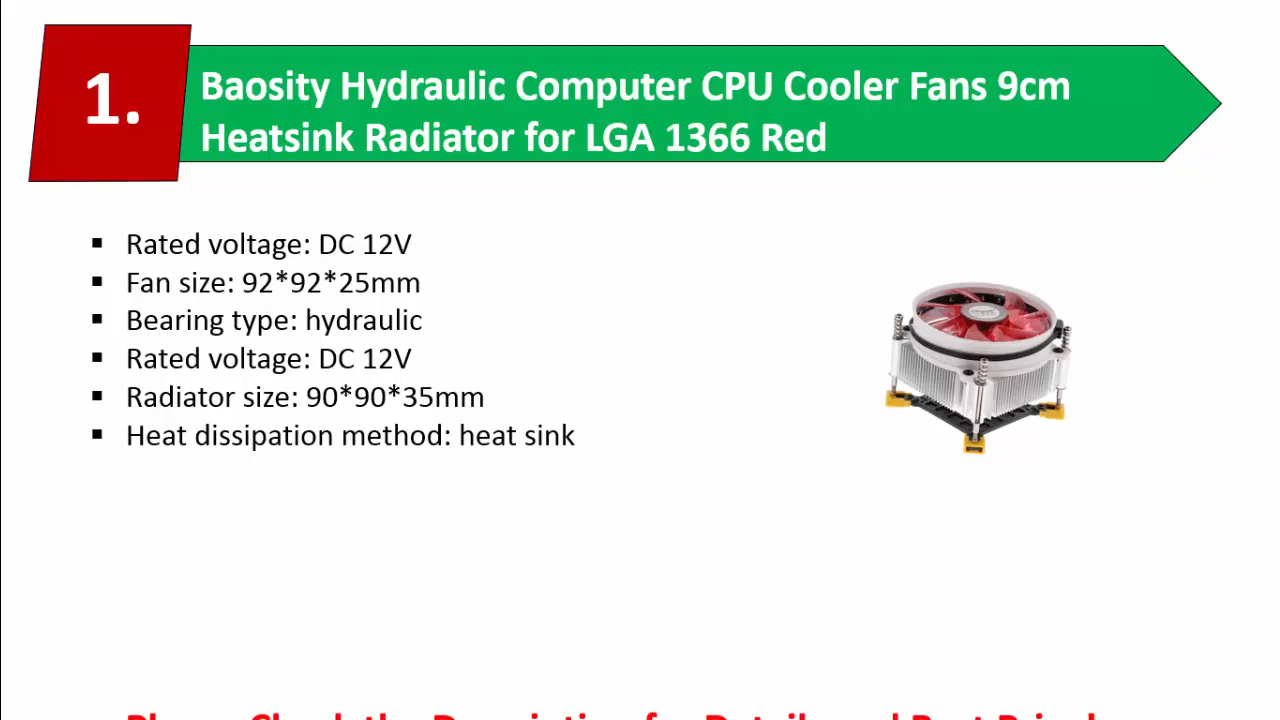 1.
Baosity Hydraulic Computer CPU Cooler Fans 9cm
Heatsink Radiator for LGA 1366 Red
▪ Rated voltage: DC 12V
▪ Fan size: 92*92*25mm
▪ Bearing type: hydraulic
▪ Rated voltage: DC 12V
▪ Radiator size: 90*90*35mm
▪ Heat dissipation method: heat sink
Please Check the Description for Details and Best Price!